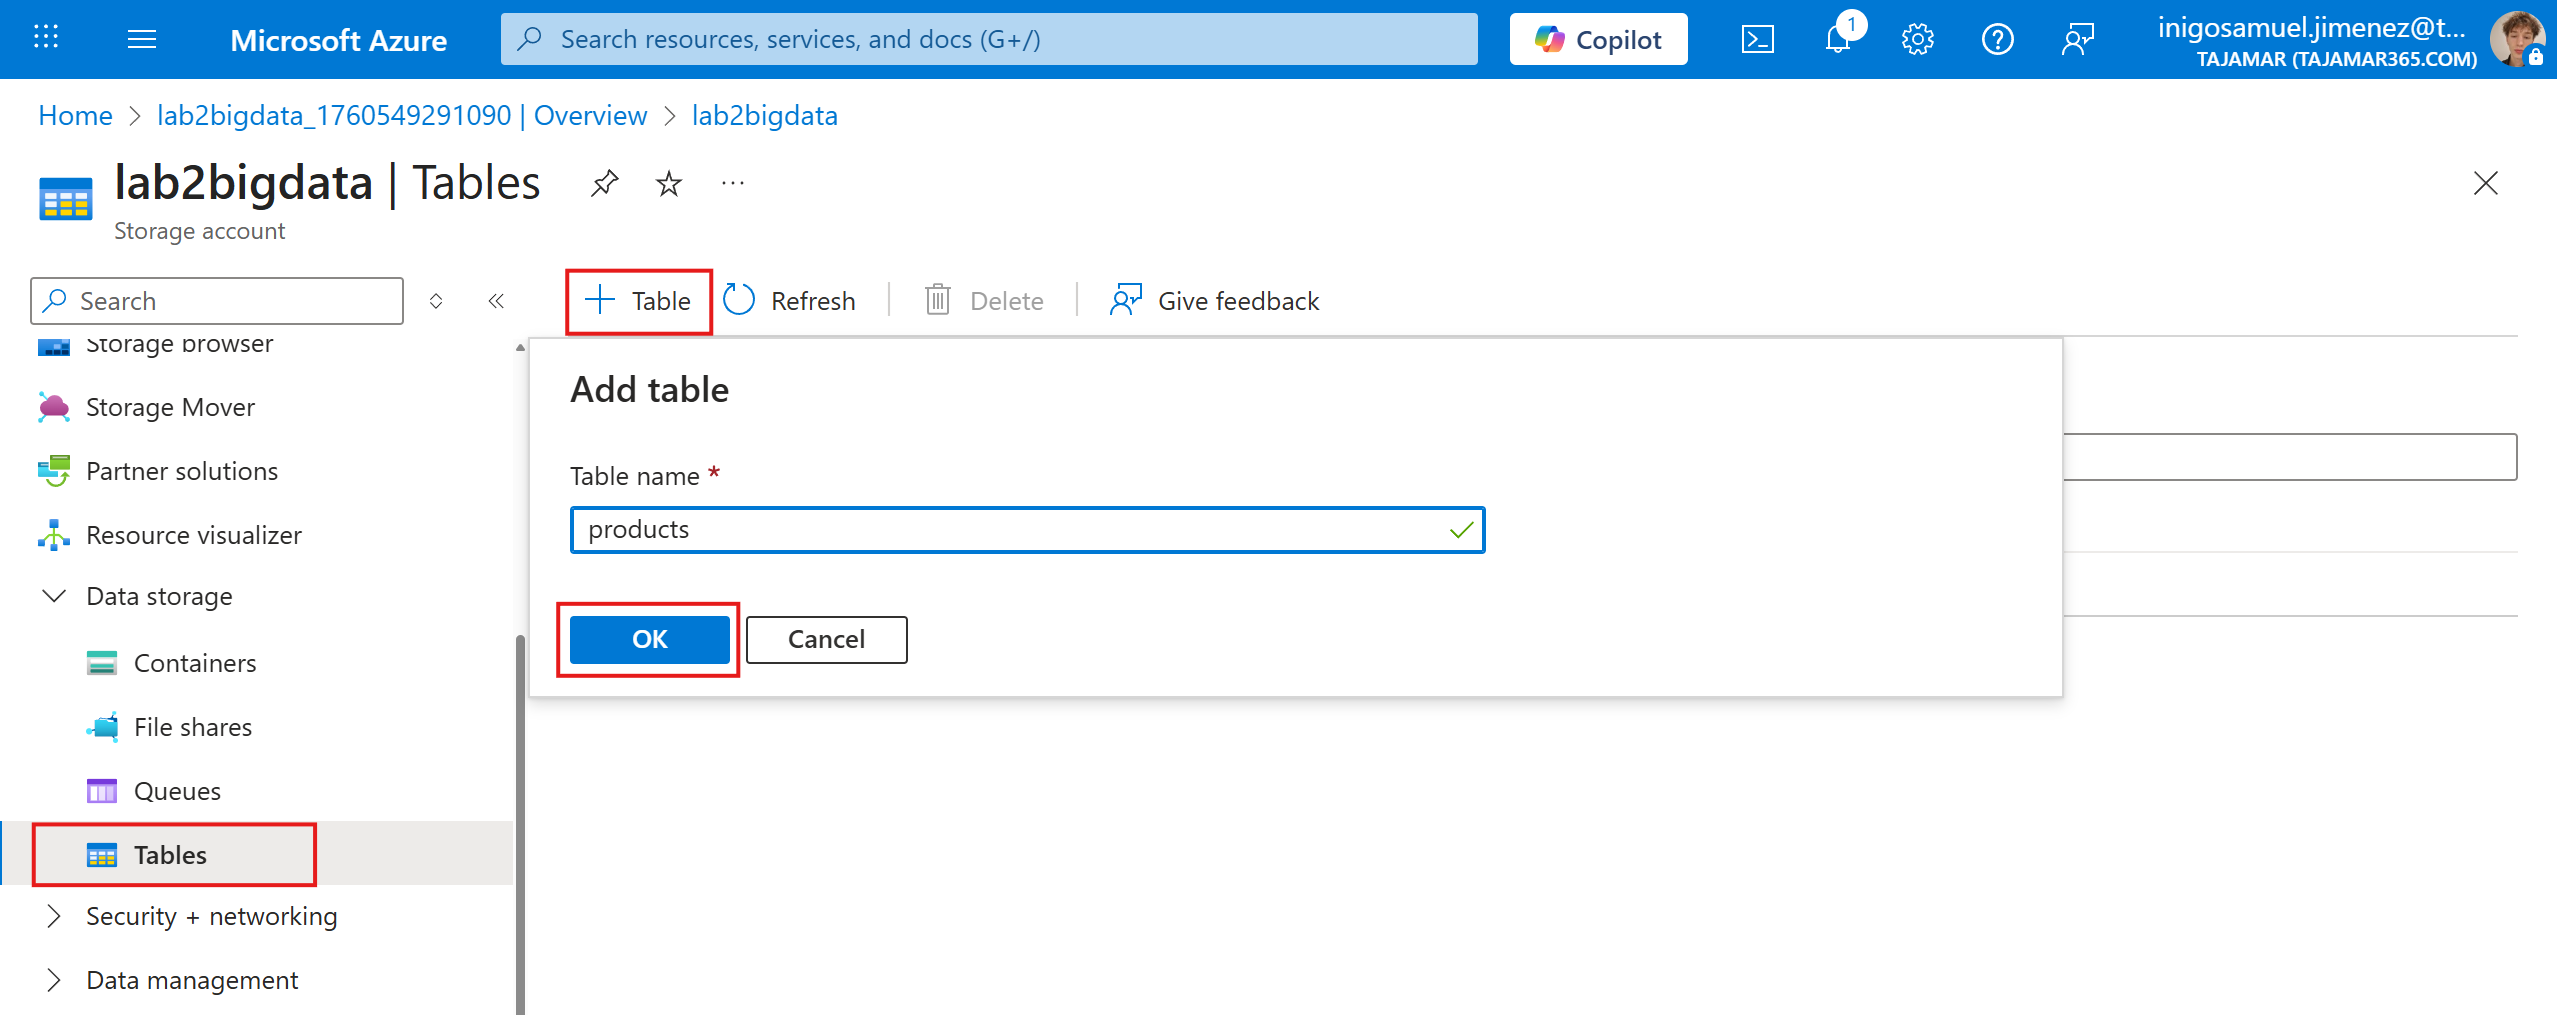 Microsoft Azure
Search resources, services, and docs (G+/)
Copilot
1
inigosamuel.jimenez@t...
TAJAMAR (TAJAMAR365.COM)
Home > lab2bigdata_1760549291090 | Overview > lab2bigdata
lab2bigdata | Tables
Storage account
Search
Table
Refresh
Delete
Give feedback
Storage browser
Storage Mover
Partner solutions
Resource visualizer
Data storage
Containers
File shares
Queues
Tables
Security + networking
Data management
Add table
Table name *
products
OK
Cancel